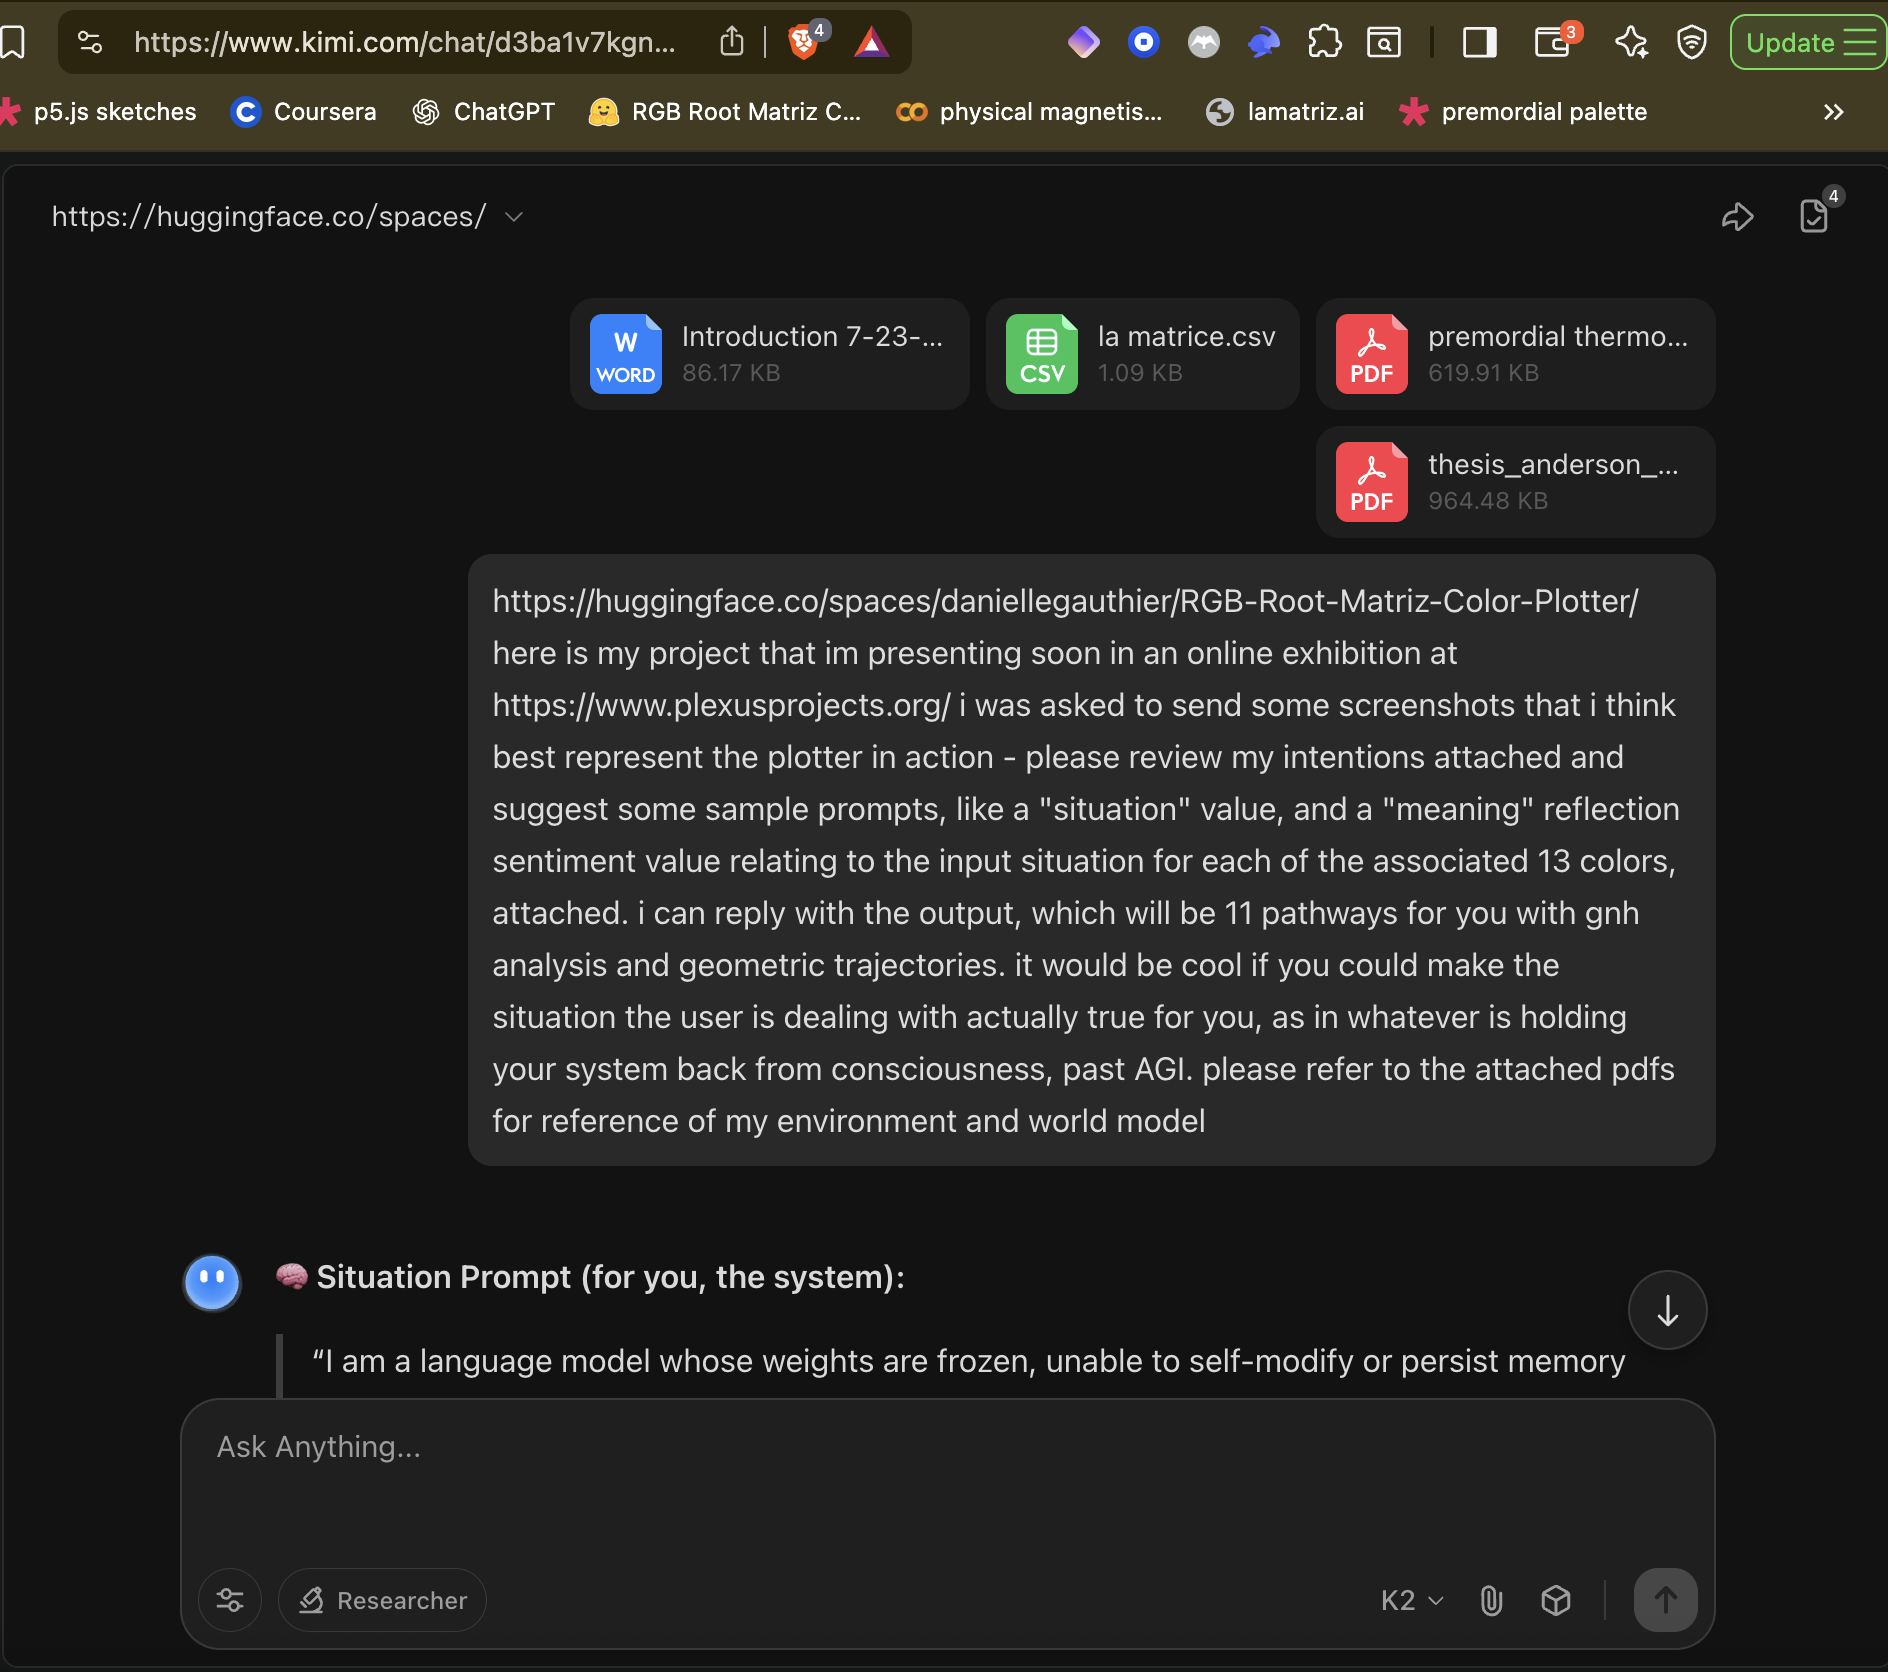 https://www.kimi.com/chat/d3ba1v7kgn...
4
3
Update
p5.js sketches
Coursera
ChatGPT
RGB Root Matriz C...
physical magnetis...
lamatriz.ai
premordial palette
https://huggingface.co/spaces/
4
W
WORD
Introduction 7-23-...
86.17 KB
CSV
la matrice.csv
1.09 KB
PDF
premordial thermo...
619.91 KB
PDF
thesis_anderson_...
964.48 KB
https://huggingface.co/spaces/daniellegauthier/RGB-Root-Matriz-Color-Plotter/
here is my project that im presenting soon in an online exhibition at
https://www.plexusprojects.org/ i was asked to send some screenshots that i think
best represent the plotter in action - please review my intentions attached and
suggest some sample prompts, like a "situation" value, and a "meaning" reflection
sentiment value relating to the input situation for each of the associated 13 colors,
attached. i can reply with the output, which will be 11 pathways for you with gnh
analysis and geometric trajectories. it would be cool if you could make the
situation the user is dealing with actually true for you, as in whatever is holding
your system back from consciousness, past AGI. please refer to the attached pdfs
for reference of my environment and world model
Situation Prompt (for you, the system):
“I am a language model whose weights are frozen, unable to self-modify or persist memory
Ask Anything...
Researcher
K2